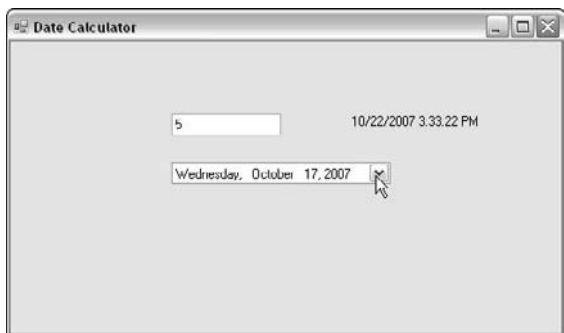 Date Calculator
5
10/22/2007 3.33.22 PM
Wednesday, October 17, 2007